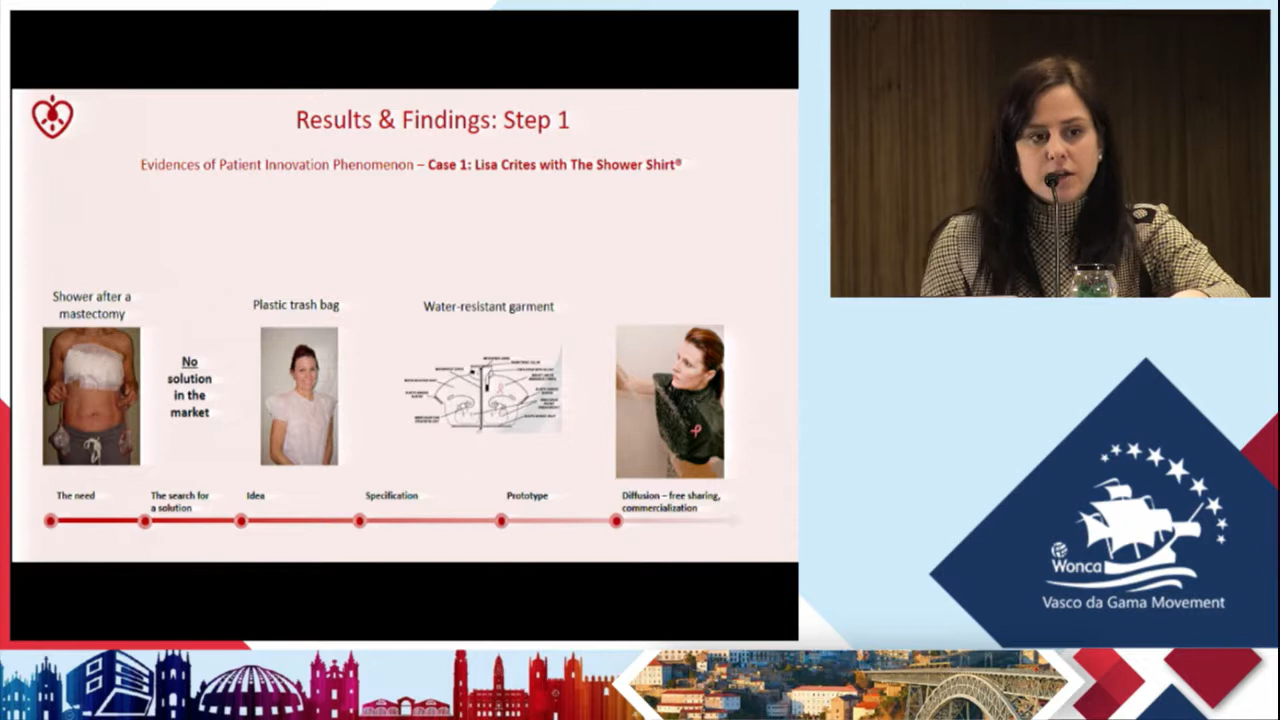 Results & Findings: Step 1
Evidences of Patient Innovation Phenomenon – Case 1: Lisa Crites with The Shower Shirt®
Shower after a
mastectomy
No
solution
in the
market
Plastic trash bag
Water-resistant garment
The need
The search for
a solution
Idea
Specification
Prototype
Diffusion – free sharing,
commercialization
Wonca
Vasco da Gama Movement